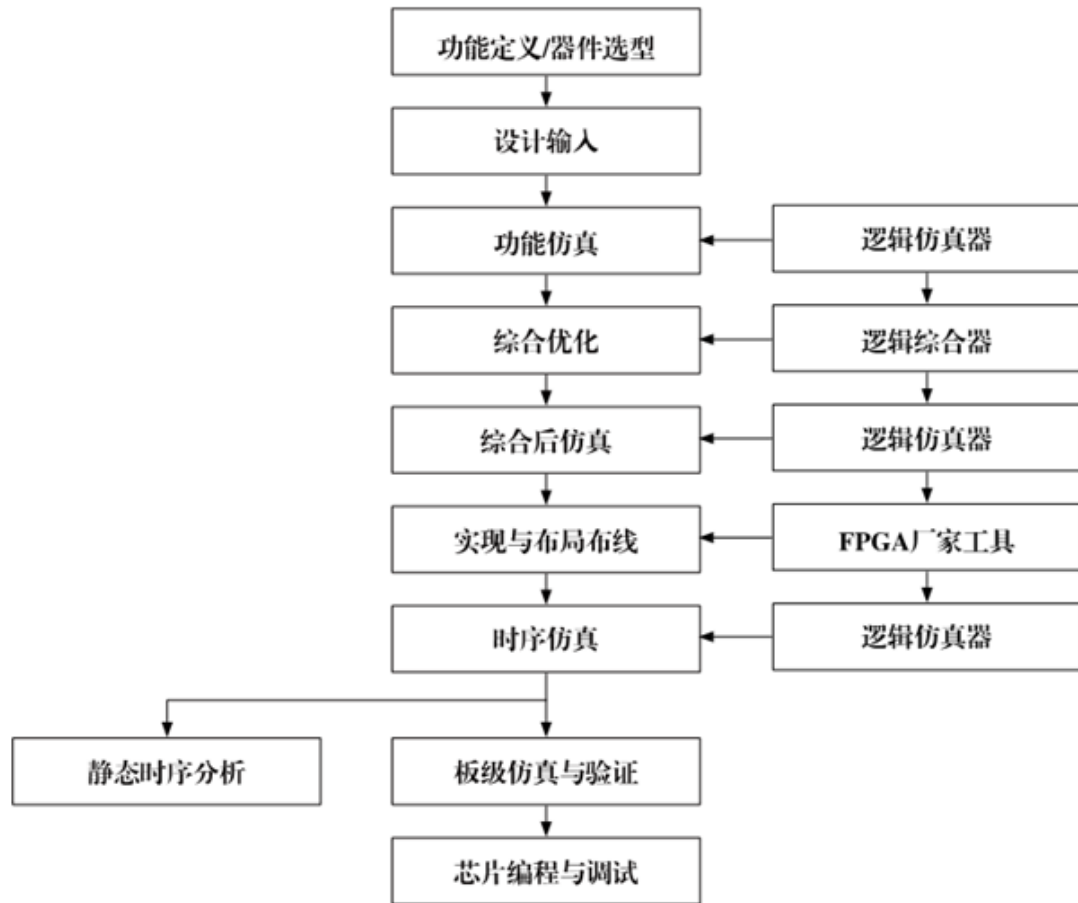 功能定义/器件选型
设计输入
功能仿真
逻辑仿真器
综合优化
逻辑综合器
综合后仿真
逻辑仿真器
实现与布局布线
FPGA厂家工具
时序仿真
逻辑仿真器
静态时序分析
板级仿真与验证
芯片编程与调试